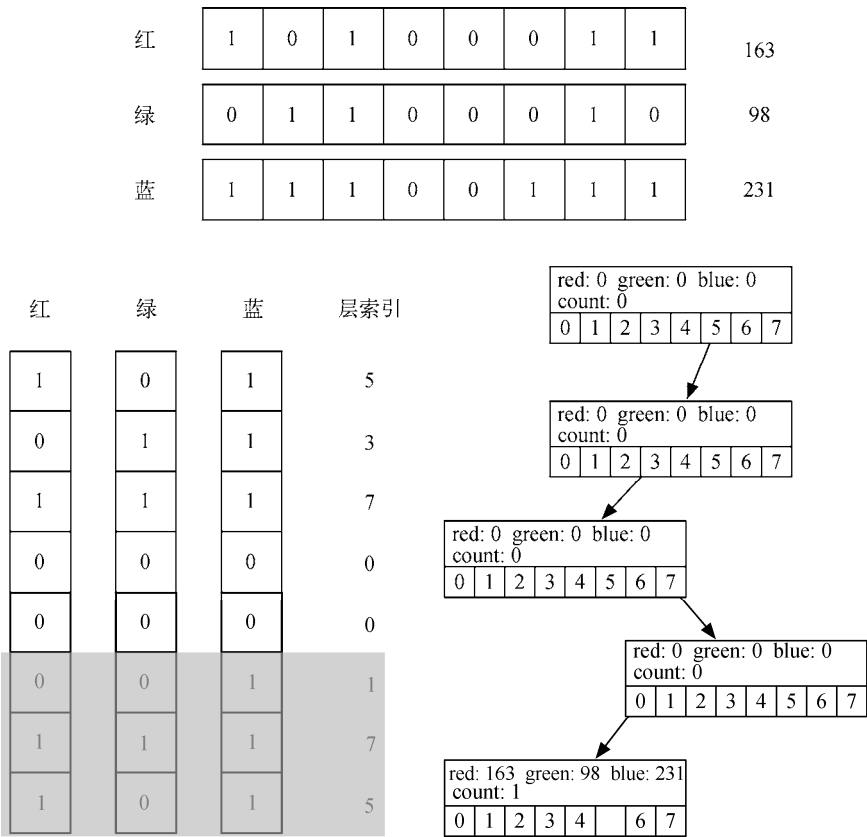 红 1 0 1 0 0 0 1 1 163
绿 0 1 1 0 0 0 1 0 98
蓝 1 1 1 0 0 1 1 1 231
红 绿 蓝 层索引
1 0 1 5
0 1 1 3
1 1 1 7
0 0 0 0
0 0 0 0
0 0 1 1
1 1 1 7
1 0 1 5
red: 0 green: 0 blue: 0
count: 0
0 1 2 3 4 5 6 7
red: 0 green: 0 blue: 0
count: 0
0 1 2 3 4 5 6 7
red: 0 green: 0 blue: 0
count: 0
0 1 2 3 4 5 6 7
red: 0 green: 0 blue: 0
count: 0
0 1 2 3 4 5 6 7
red: 163 green: 98 blue: 231
count: 1
0 1 2 3 4 6 7